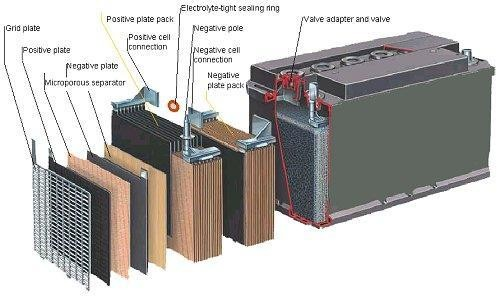 Electrolyte-tight sealing ring
Positive plate pack
Valve adapter and valve
Grid plate
Positive cell
connection
Negative pole
Positive plate
Negative cell
connection
Negative plate
Microporous separator
Negative
plate pack